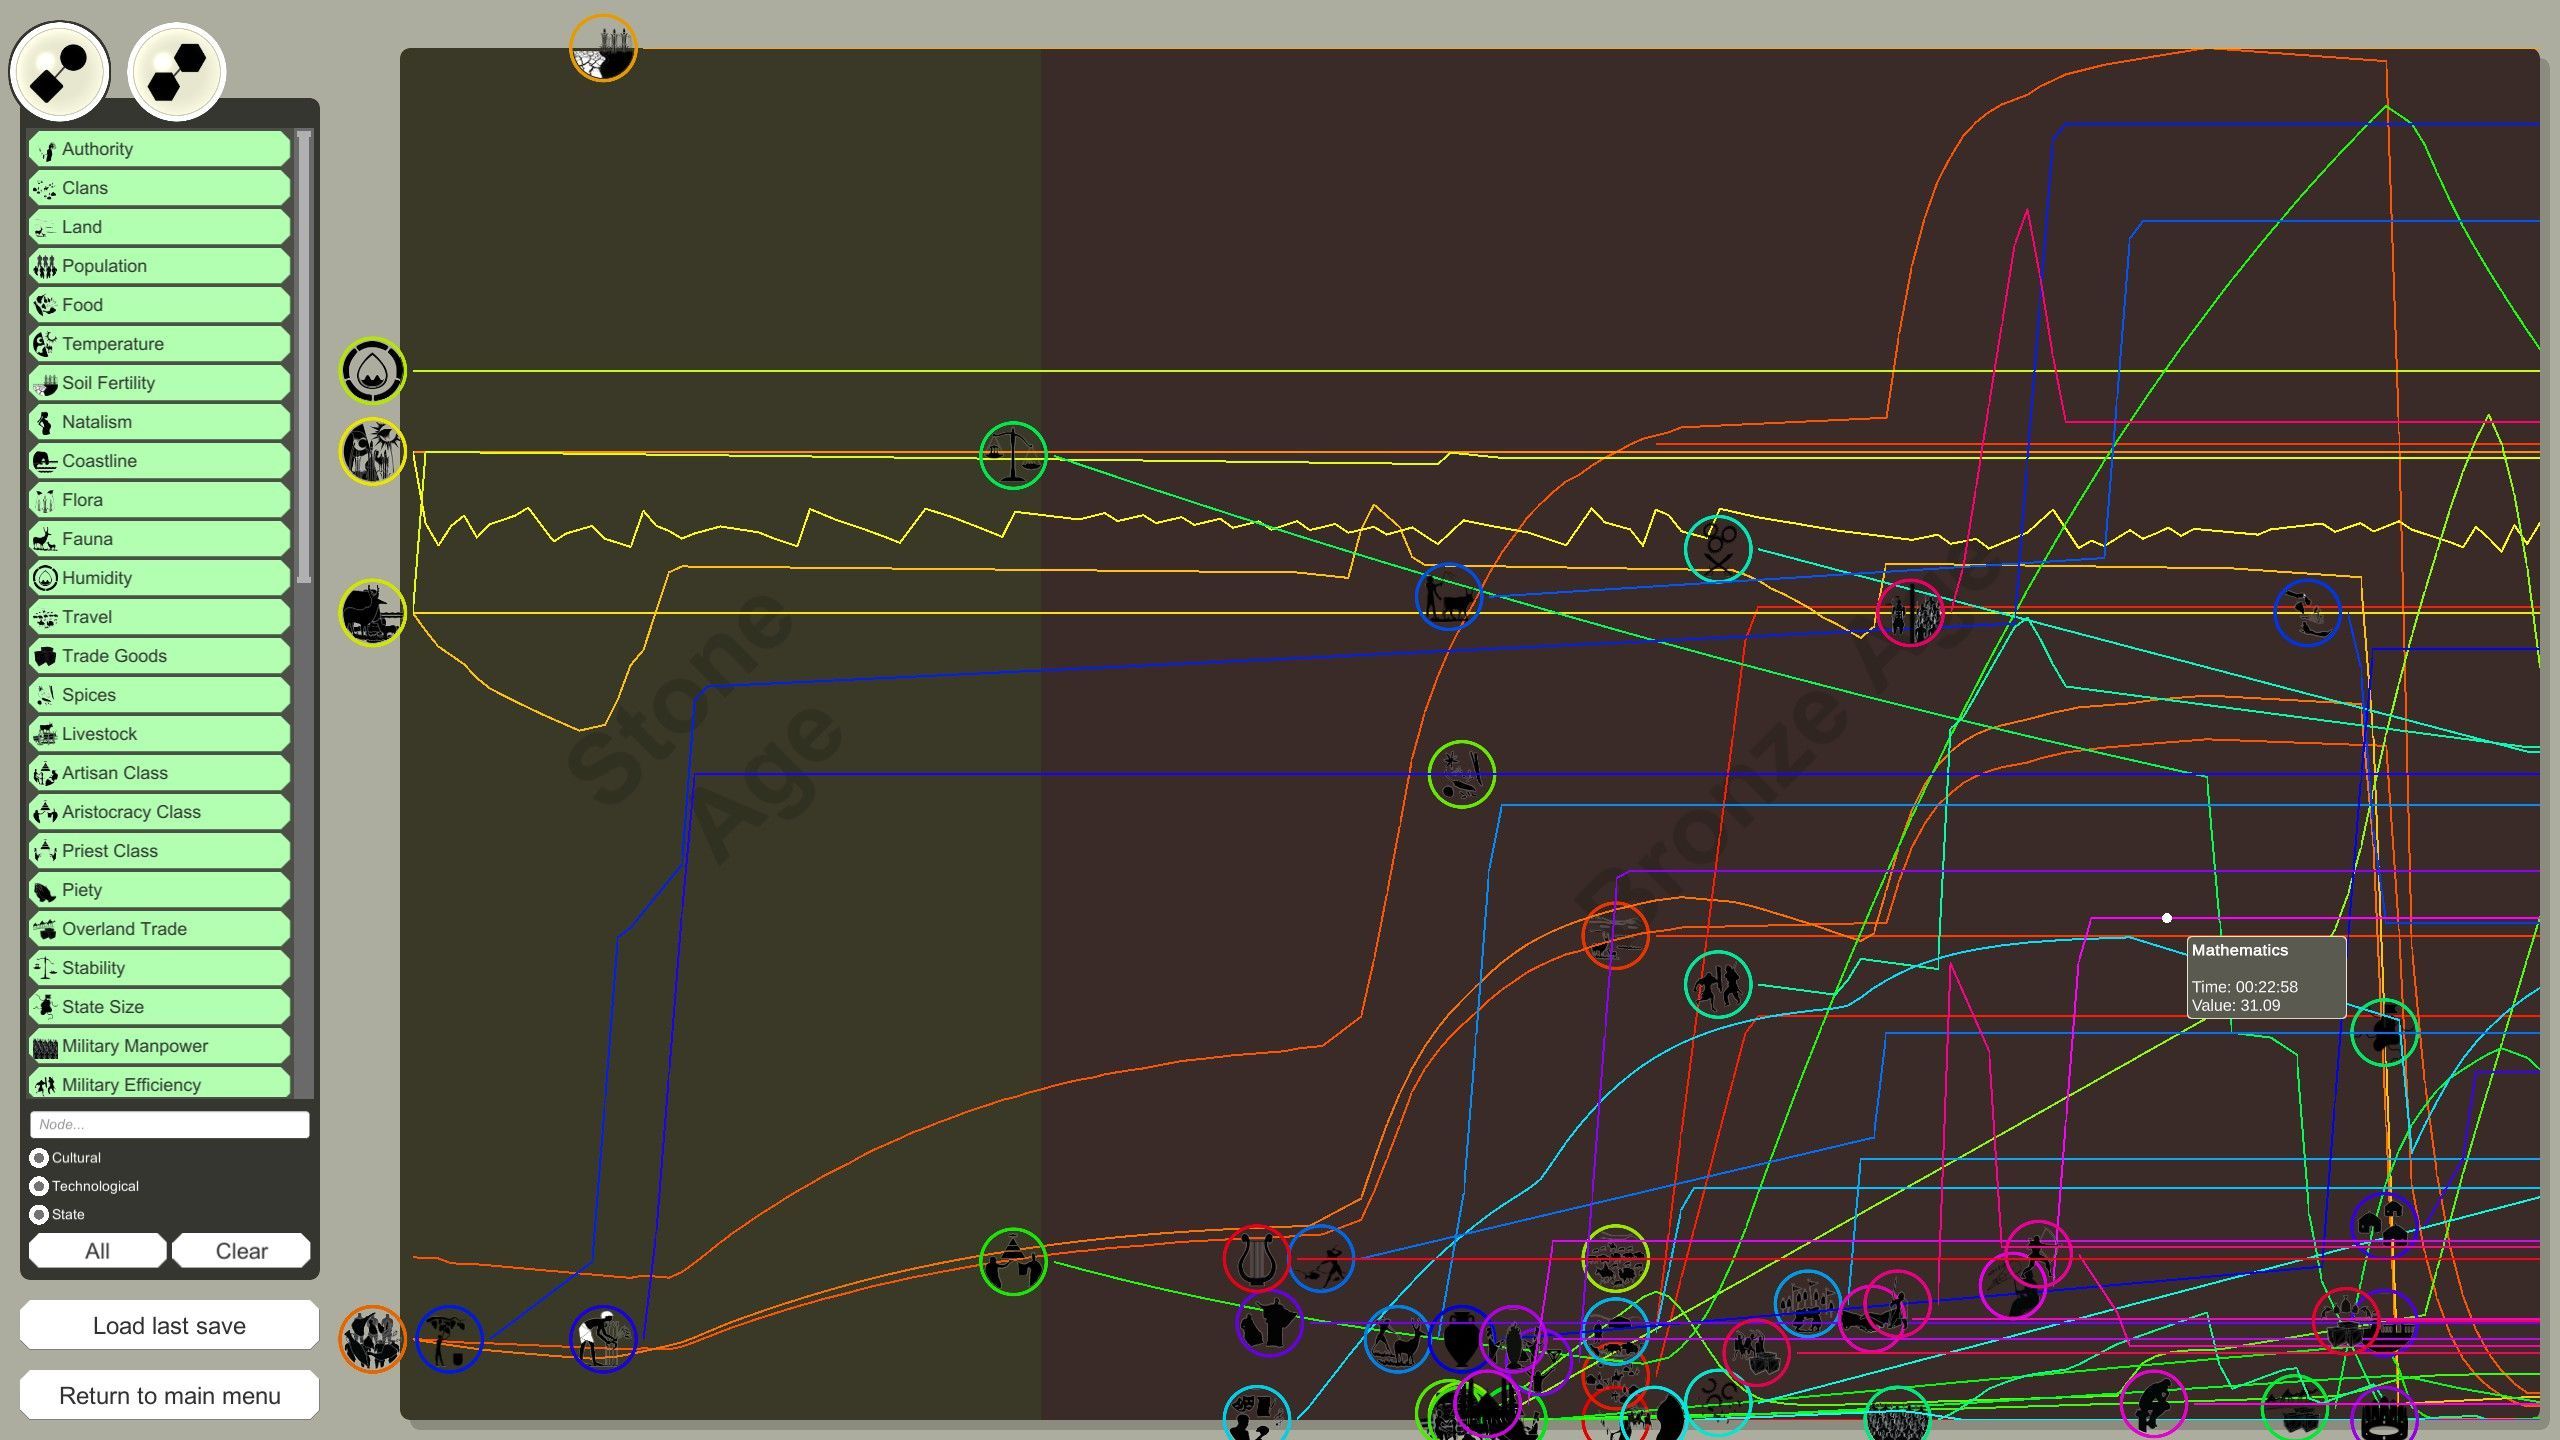 Authority
Clans
Land
Population
Food
Temperature
Soil Fertility
Natalism
Coastline
Flora
Fauna
Humidity
Travel
Trade Goods
Spices
Livestock
Artisan Class
Aristocracy Class
Priest Class
Piety
Overland Trade
Stability
State Size
Military Manpower
Military Efficiency
Node...
Cultural
Technological
State
All
Clear
Load last save
Return to main menu
Stone
Age
Bronze Age
Mathematics
Time: 00:22:58
Value: 31.09